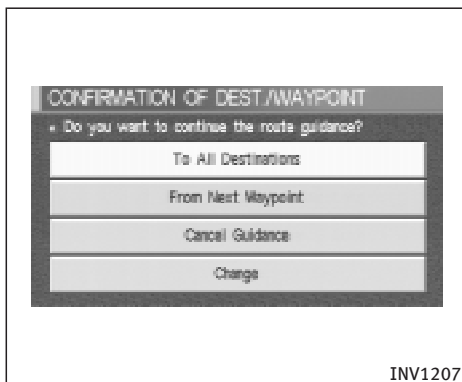 CONFIRMATION OF DEST./WAYPOINT
Do you want to continue the route guidance?
To All Destinations
From Next Waypoint
Cancel Guidance
Change
INV1207